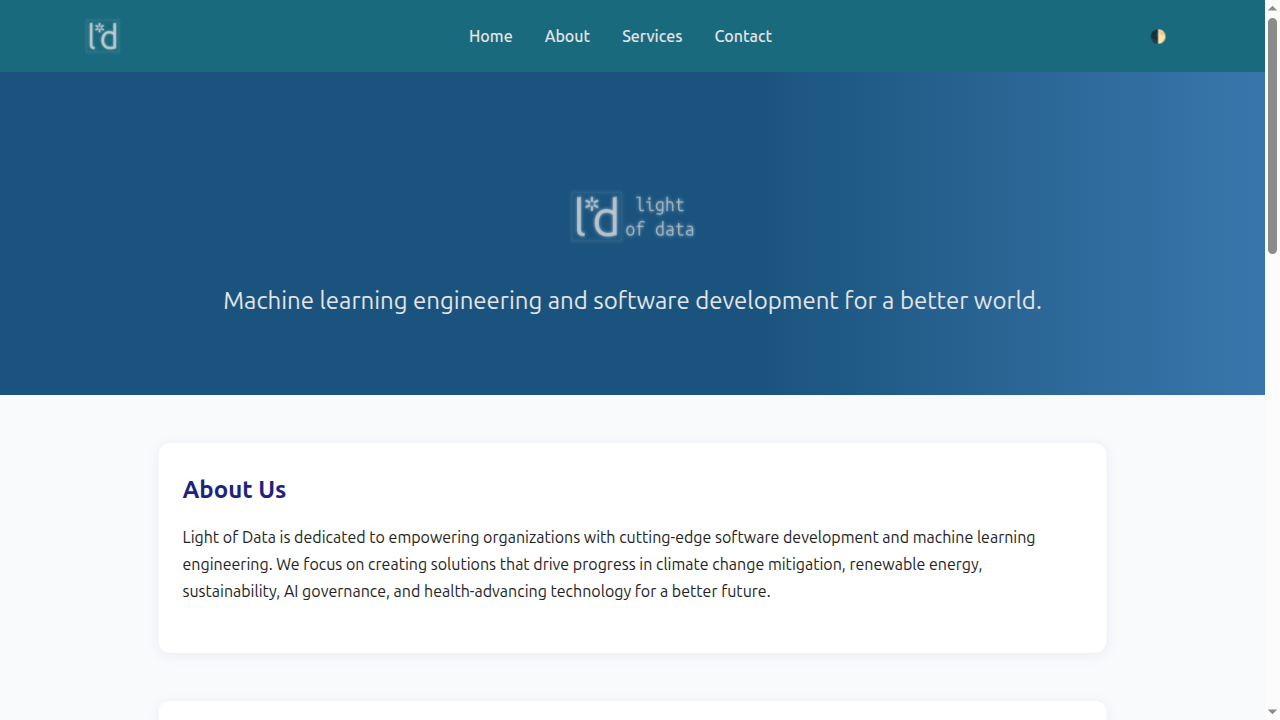 l*d
Home
About
Services
Contact
l*d
light
of data
Machine learning engineering and software development for a better world.
About Us
Light of Data is dedicated to empowering organizations with cutting-edge software development and machine learning
engineering. We focus on creating solutions that drive progress in climate change mitigation, renewable energy,
sustainability, AI governance, and health-advancing technology for a better future.